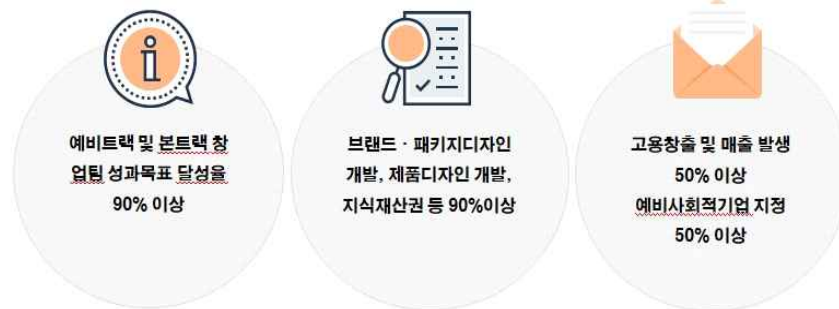 예비트랙 및 본트랙 창
업팀 성과목표 달성율
90% 이상
브랜드 · 패키지디자인
개발, 제품디자인 개발,
지식재산권 등 90%이상
고용창출 및 매출 발생
50% 이상
예비사회적기업 지정
50% 이상